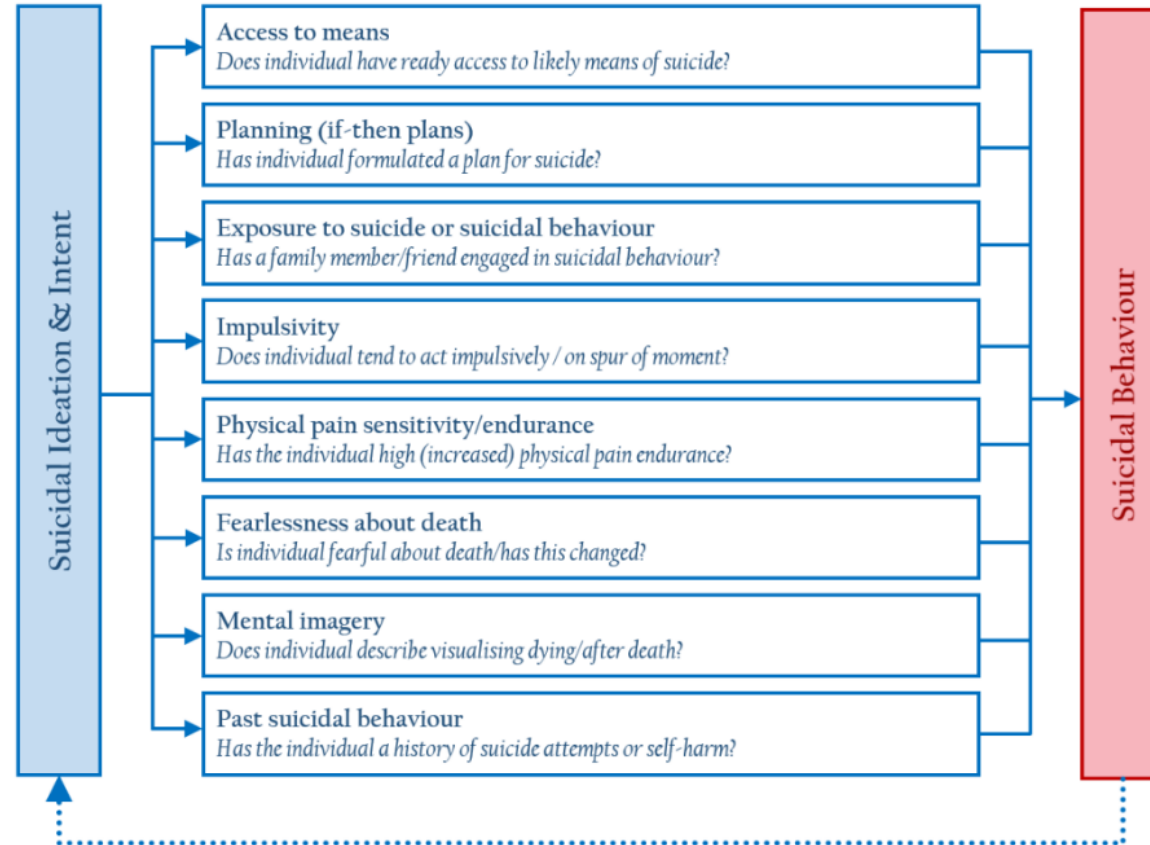 Suicidal Ideation & Intent
Access to means
Does individual have ready access to likely means of suicide?
Planning (if-then plans)
Has individual formulated a plan for suicide?
Exposure to suicide or suicidal behaviour
Has a family member/friend engaged in suicidal behaviour?
Impulsivity
Does individual tend to act impulsively / on spur of moment?
Physical pain sensitivity/endurance
Has the individual high (increased) physical pain endurance?
Fearlessness about death
Is individual fearful about death/has this changed?
Mental imagery
Does individual describe visualising dying/after death?
Past suicidal behaviour
Has the individual a history of suicide attempts or self-harm?
Suicidal Behaviour